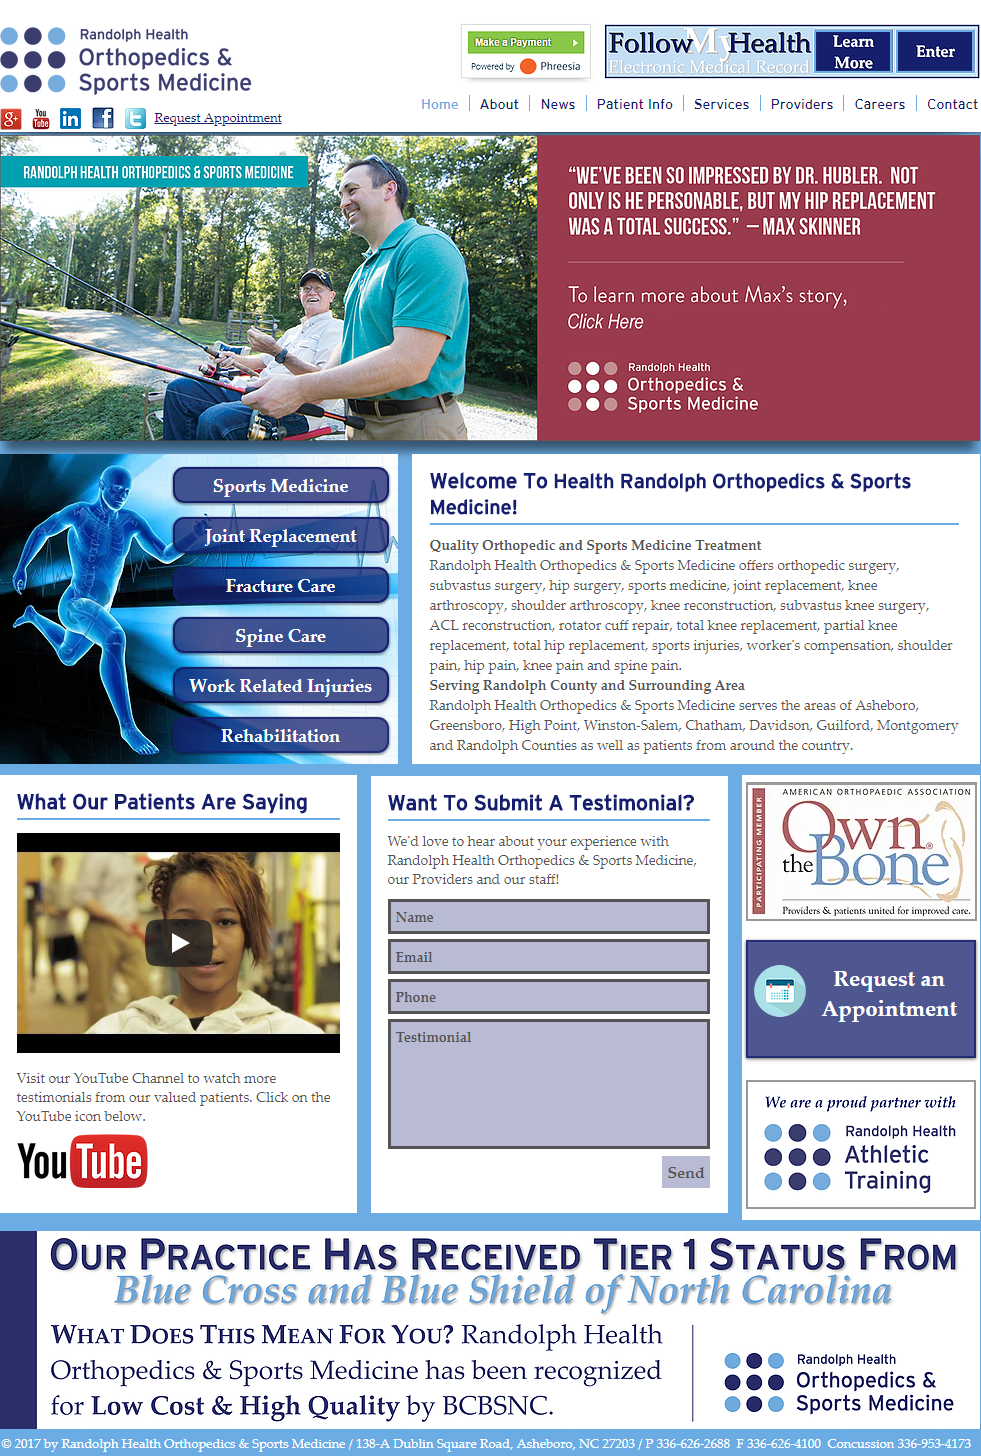 Randolph Health
Orthopedics &
Sports Medicine
Make a Payment
Powered by Phreesia
FollowMyHealth
Electronic Medical Record
Learn
More
Enter
g+ You Tube in f t Request Appointment
Home About News Patient Info Services Providers Careers Contact
RANDOLPH HEALTH ORTHOPEDICS & SPORTS MEDICINE
“WE’VE BEEN SO IMPRESSED BY DR. HUBLER. NOT
ONLY IS HE PERSONABLE, BUT MY HIP REPLACEMENT
WAS A TOTAL SUCCESS.” – MAX SKINNER
To learn more about Max’s story,
Click Here
Randolph Health
Orthopedics &
Sports Medicine
Sports Medicine
Joint Replacement
Fracture Care
Spine Care
Work Related Injuries
Rehabilitation
Welcome To Health Randolph Orthopedics & Sports
Medicine!
Quality Orthopedic and Sports Medicine Treatment
Randolph Health Orthopedics & Sports Medicine offers orthopedic surgery,
subvastus surgery, hip surgery, sports medicine, joint replacement, knee
arthroscopy, shoulder arthroscopy, knee reconstruction, subvastus knee surgery,
ACL reconstruction, rotator cuff repair, total knee replacement, partial knee
replacement, total hip replacement, sports injuries, worker's compensation, shoulder
pain, hip pain, knee pain and spine pain.
Serving Randolph County and Surrounding Area
Randolph Health Orthopedics & Sports Medicine serves the areas of Asheboro,
Greensboro, High Point, Winston-Salem, Chatham, Davidson, Guilford, Montgomery
and Randolph Counties as well as patients from around the country.
What Our Patients Are Saying
Visit our YouTube Channel to watch more
testimonials from our valued patients. Click on the
YouTube icon below.
YouTube
Want To Submit A Testimonial?
We'd love to hear about your experience with
Randolph Health Orthopedics & Sports Medicine,
our Providers and our staff!
Name
Email
Phone
Testimonial
Send
AMERICAN ORTHOPAEDIC ASSOCIATION
PARTICIPATING MEMBER
Own®
the Bone
Providers & patients united for improved care.
Request an
Appointment
We are a proud partner with
Randolph Health
Athletic
Training
OUR PRACTICE HAS RECEIVED TIER 1 STATUS FROM
Blue Cross and Blue Shield of North Carolina
WHAT DOES THIS MEAN FOR YOU? Randolph Health
Orthopedics & Sports Medicine has been recognized
for Low Cost & High Quality by BCBSNC.
Randolph Health
Orthopedics &
Sports Medicine
© 2017 by Randolph Health Orthopedics & Sports Medicine / 138-A Dublin Square Road, Asheboro, NC 27203 / P 336-626-2688 F 336-626-4100 Concussion 336-953-4173